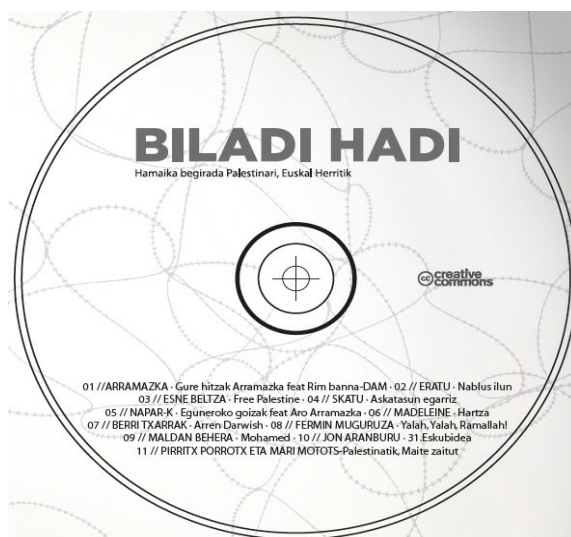 BILADI HADI
Hamaika begirada Palestinari, Euskal Herritik
cc creative
commons
01 //ARRAMAZKA · Gure hitzak Arramazka feat Rim banna-DAM · 02 // ERATU · Nablus ilun
03 // ESNE BELTZA · Free Palestine · 04 // SKATU · Askatasun egarriz
05 // NAPAR-K · Eguneroko goizak feat Aro Arramazka · 06 // MADELEINE · Hartza
07 // BERRI TXARRAK · Arren Darwish · 08 // FERMIN MUGURUZA · Yalah, Yalah, Ramallah!
09 // MALDAN BEHERA · Mohamed · 10 // JON ARANBURU · 31.Eskubidea
11 // PIRRITX PORROTX ETA MARI MOTOTS-Palestinatik, Maite zaitut